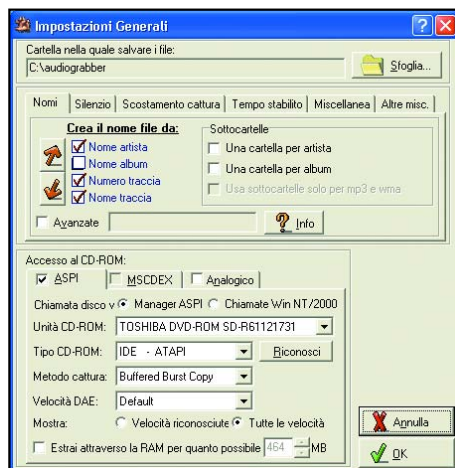 Impostazioni Generali
Cartella nella quale salvare i file:
C:\audiograbber
Sfoglia...
Nomi Silenzio Scostamento cattura Tempo stabilito Miscellanea Altre misc.
Crea il nome file da:
Nome artista
Nome album
Numero traccia
Nome traccia
Sottocartelle
Una cartella per artista
Una cartella per album
Usa sottocartelle solo per mp3 e wma
Avanzate
Info
Accesso al CD-ROM:
ASPI MSCDEX Analogico
Chiamata disco v Manager ASPI Chiamate Win NT/2000
Unità CD-ROM: TOSHIBA DVD-ROM SD-R61121731
Tipo CD-ROM: IDE - ATAPI Riconosci
Metodo cattura: Buffered Burst Copy
Velocità DAE: Default
Mostra: Velocità riconosciute Tutte le velocità
Estrai attraverso la RAM per quanto possibile 464 MB
Annulla
OK